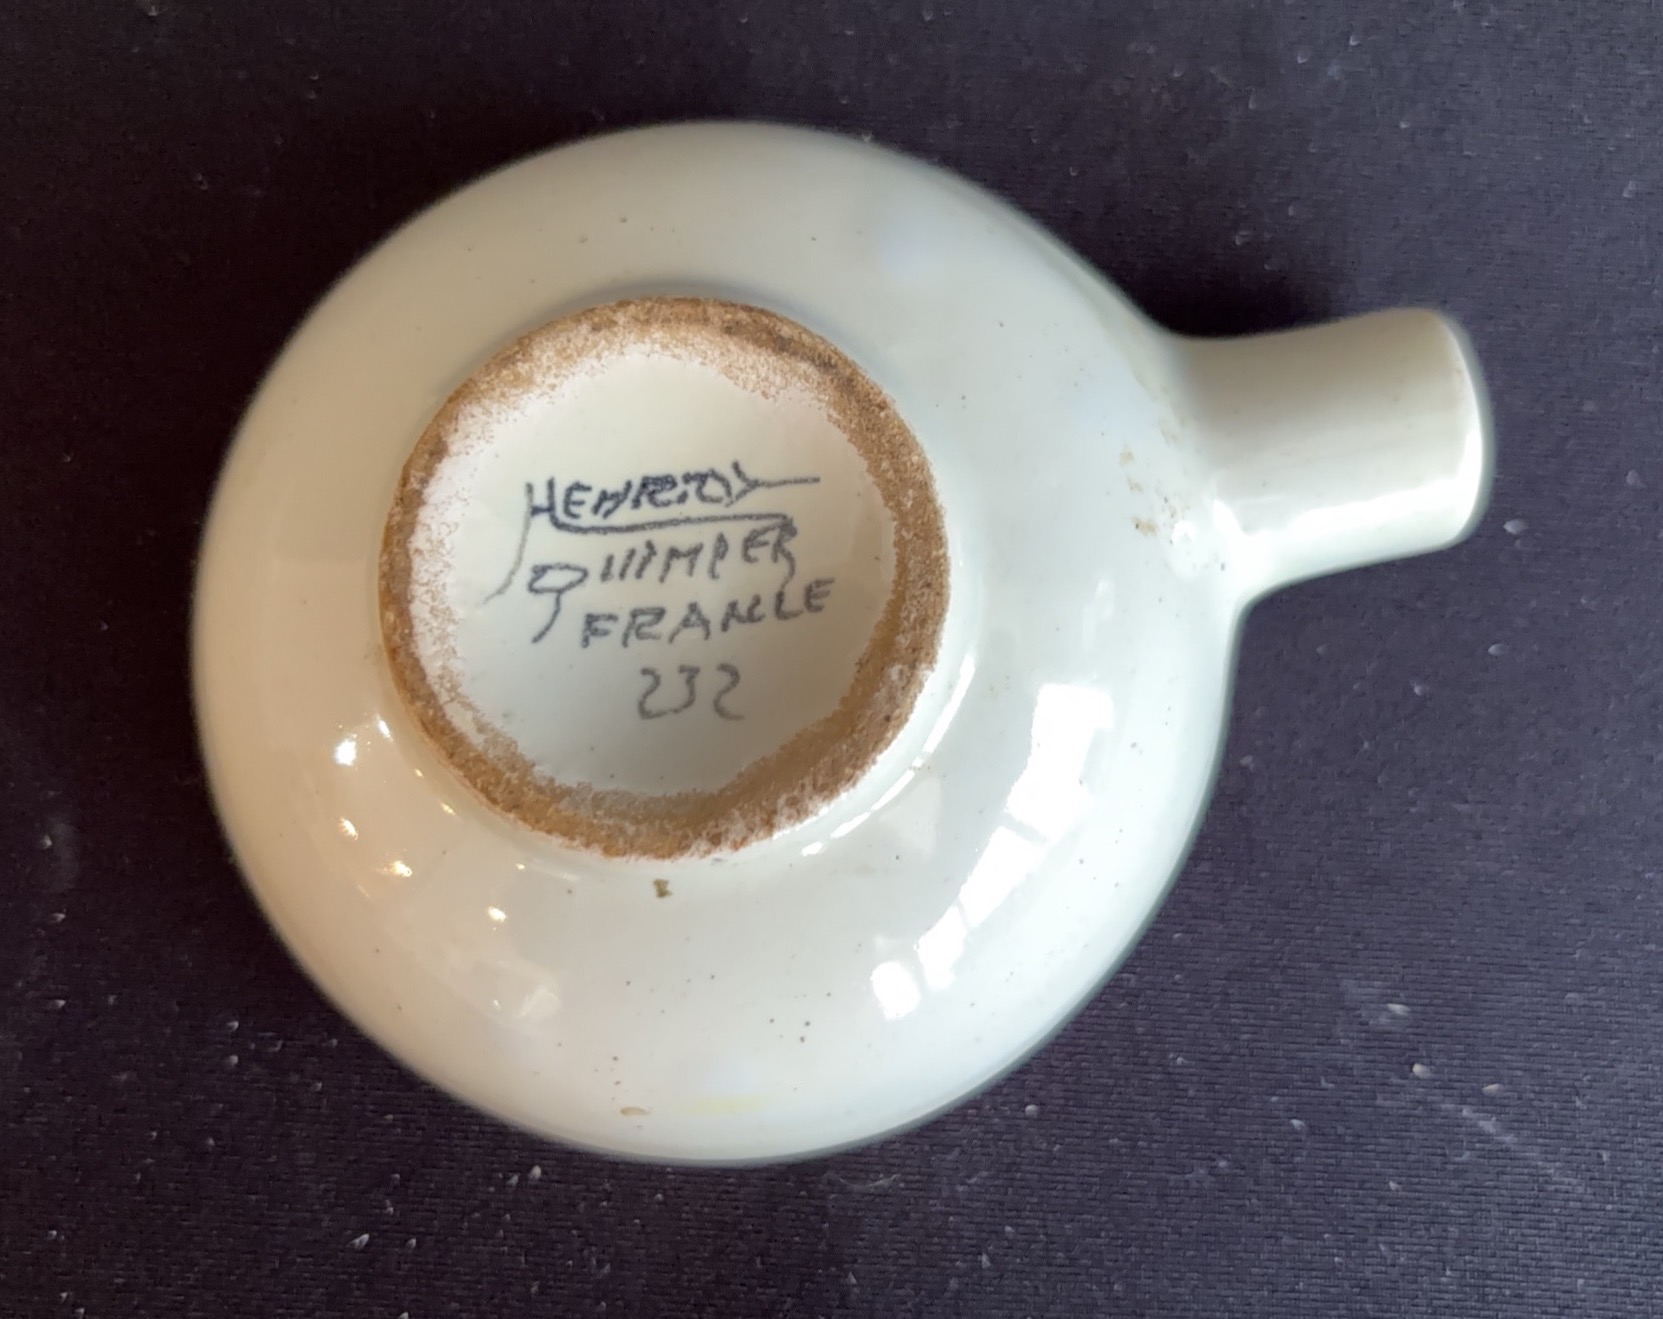 HENRIOT
QUIMPER
FRANCE
232